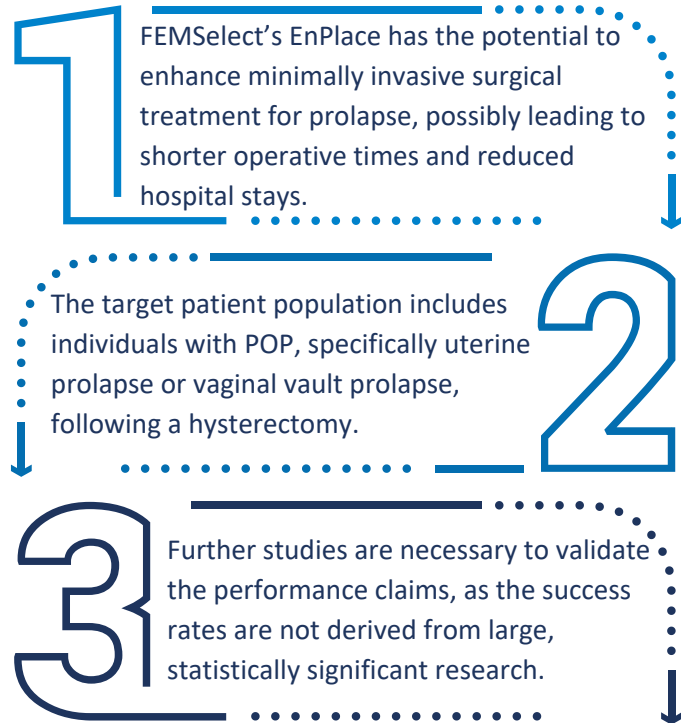 1
FEMSelect’s EnPlace has the potential to
enhance minimally invasive surgical
treatment for prolapse, possibly leading to
shorter operative times and reduced
hospital stays.
2
The target patient population includes
individuals with POP, specifically uterine
prolapse or vaginal vault prolapse,
following a hysterectomy.
3
Further studies are necessary to validate
the performance claims, as the success
rates are not derived from large,
statistically significant research.